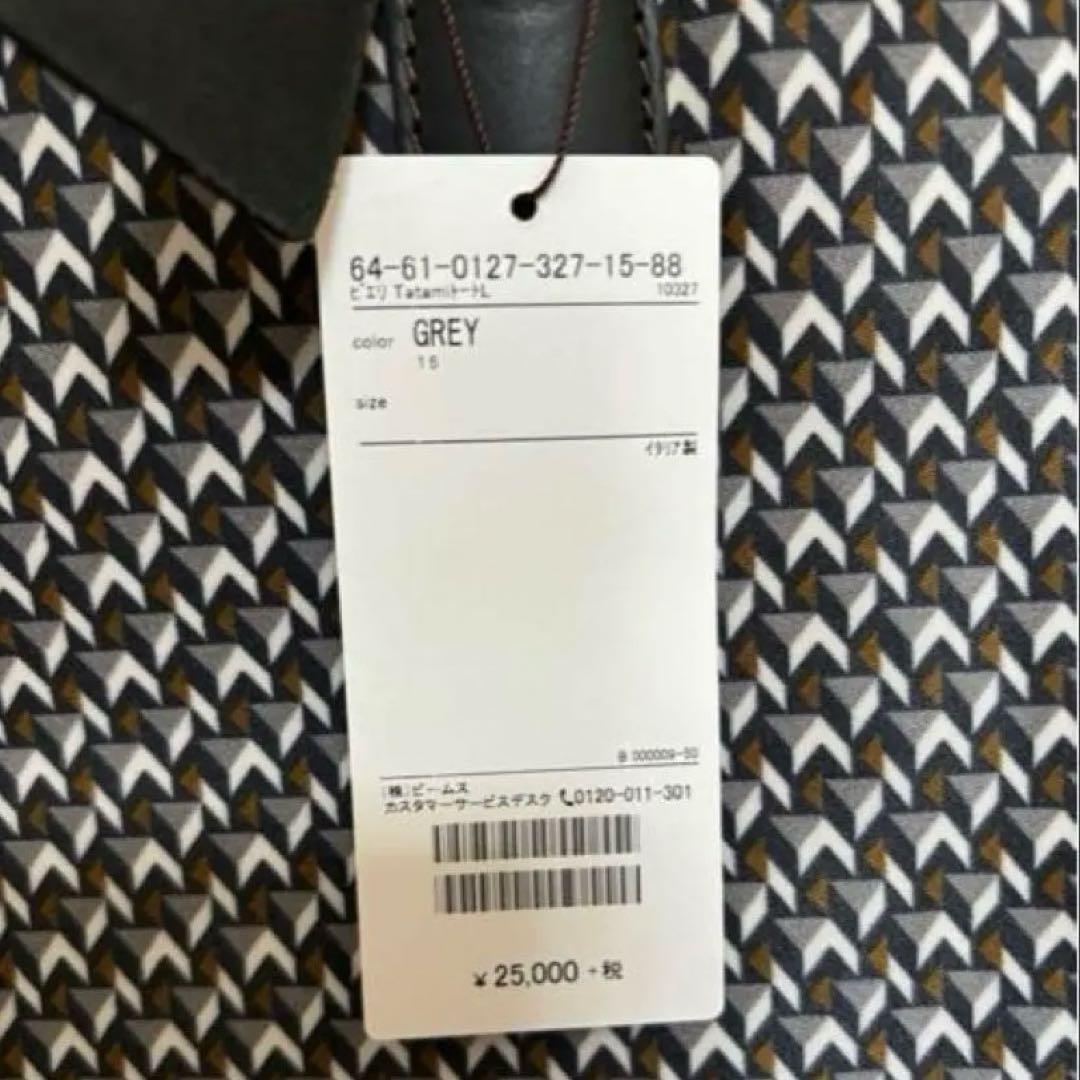 64-61-0127-327-15-88
ピエリ TatamiトートL 10327
color GREY
15
size
イタリア製
B 000009-50
(株)ビームス
カスタマーサービスデスク 0120-011-301
¥25,000 +税